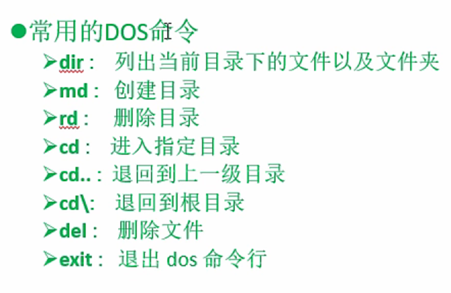 ●常用的DOS命令
➢dir： 列出当前目录下的文件以及文件夹
➢md：创建目录
➢rd： 删除目录
➢cd： 进入指定目录
➢cd..：退回到上一级目录
➢cd\： 退回到根目录
➢del： 删除文件
➢exit：退出 dos 命令行